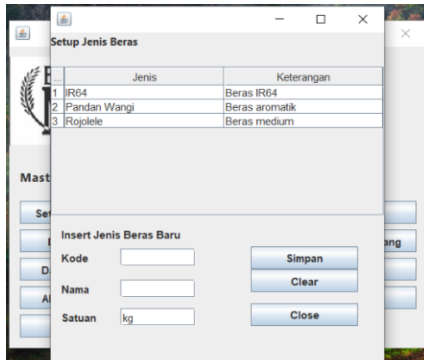 Setup Jenis Beras
... Jenis Keterangan
1 IR64 Beras IR64
2 Pandan Wangi Beras aromatik
3 Rojolele Beras medium
Mast
Set
ang
Insert Jenis Beras Baru
Kode
Simpan
Clear
Nama
Satuan kg
Close